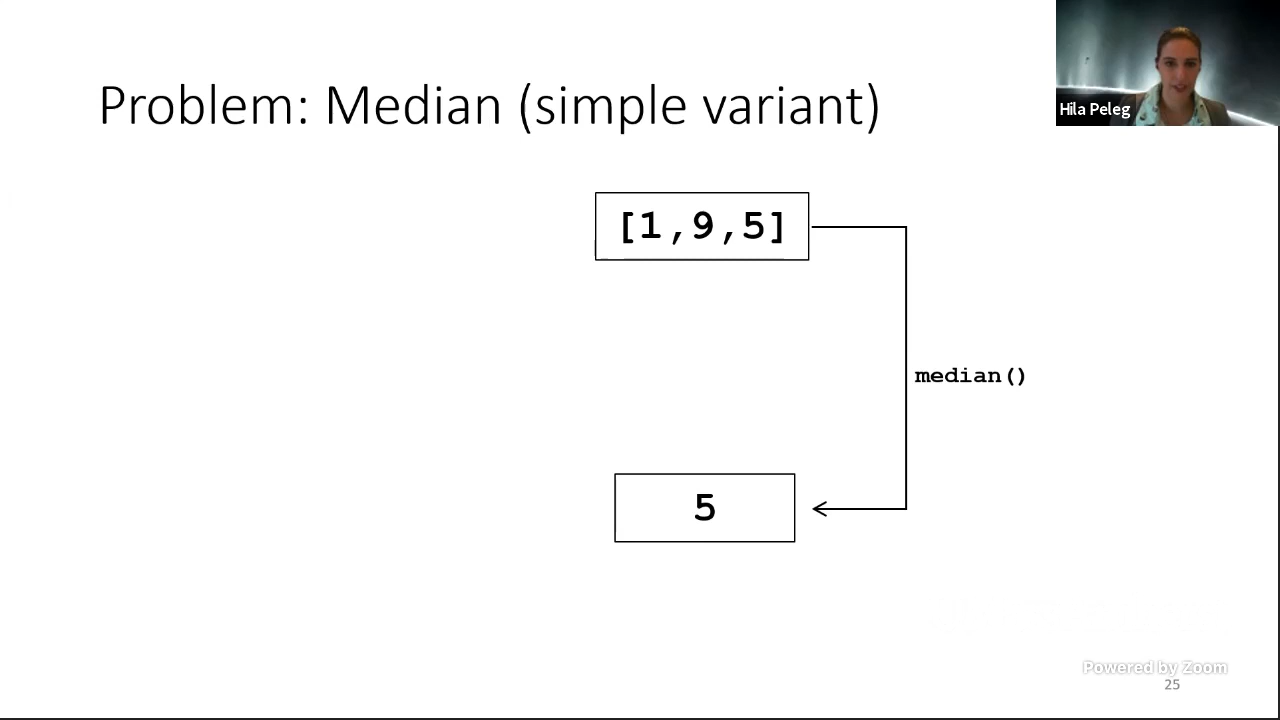 Problem: Median (simple variant)
Hila Peleg
[1,9,5]
median()
5
Powered by Zoom
25